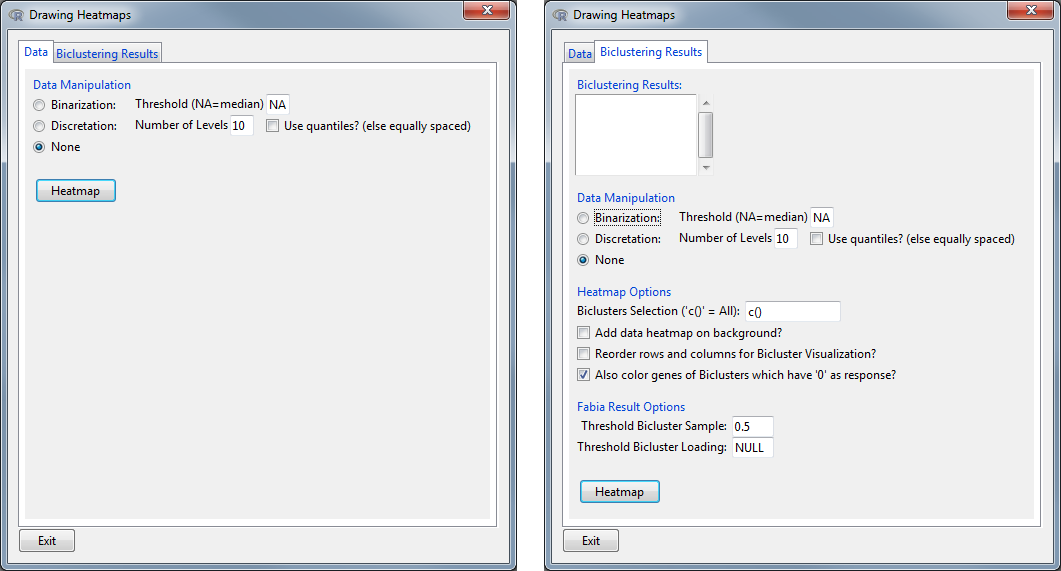 Drawing Heatmaps
Data Biclustering Results
Data Manipulation
Binarization: Threshold (NA=median) NA
Discretation: Number of Levels 10 Use quantiles? (else equally spaced)
None
Heatmap
Exit
Drawing Heatmaps
Data Biclustering Results
Biclustering Results:
Data Manipulation
Binarization: Threshold (NA=median) NA
Discretation: Number of Levels 10 Use quantiles? (else equally spaced)
None
Heatmap Options
Biclusters Selection ('c()' = All): c()
Add data heatmap on background?
Reorder rows and columns for Bicluster Visualization?
Also color genes of Biclusters which have '0' as response?
Fabia Result Options
Threshold Bicluster Sample: 0.5
Threshold Bicluster Loading: NULL
Heatmap
Exit